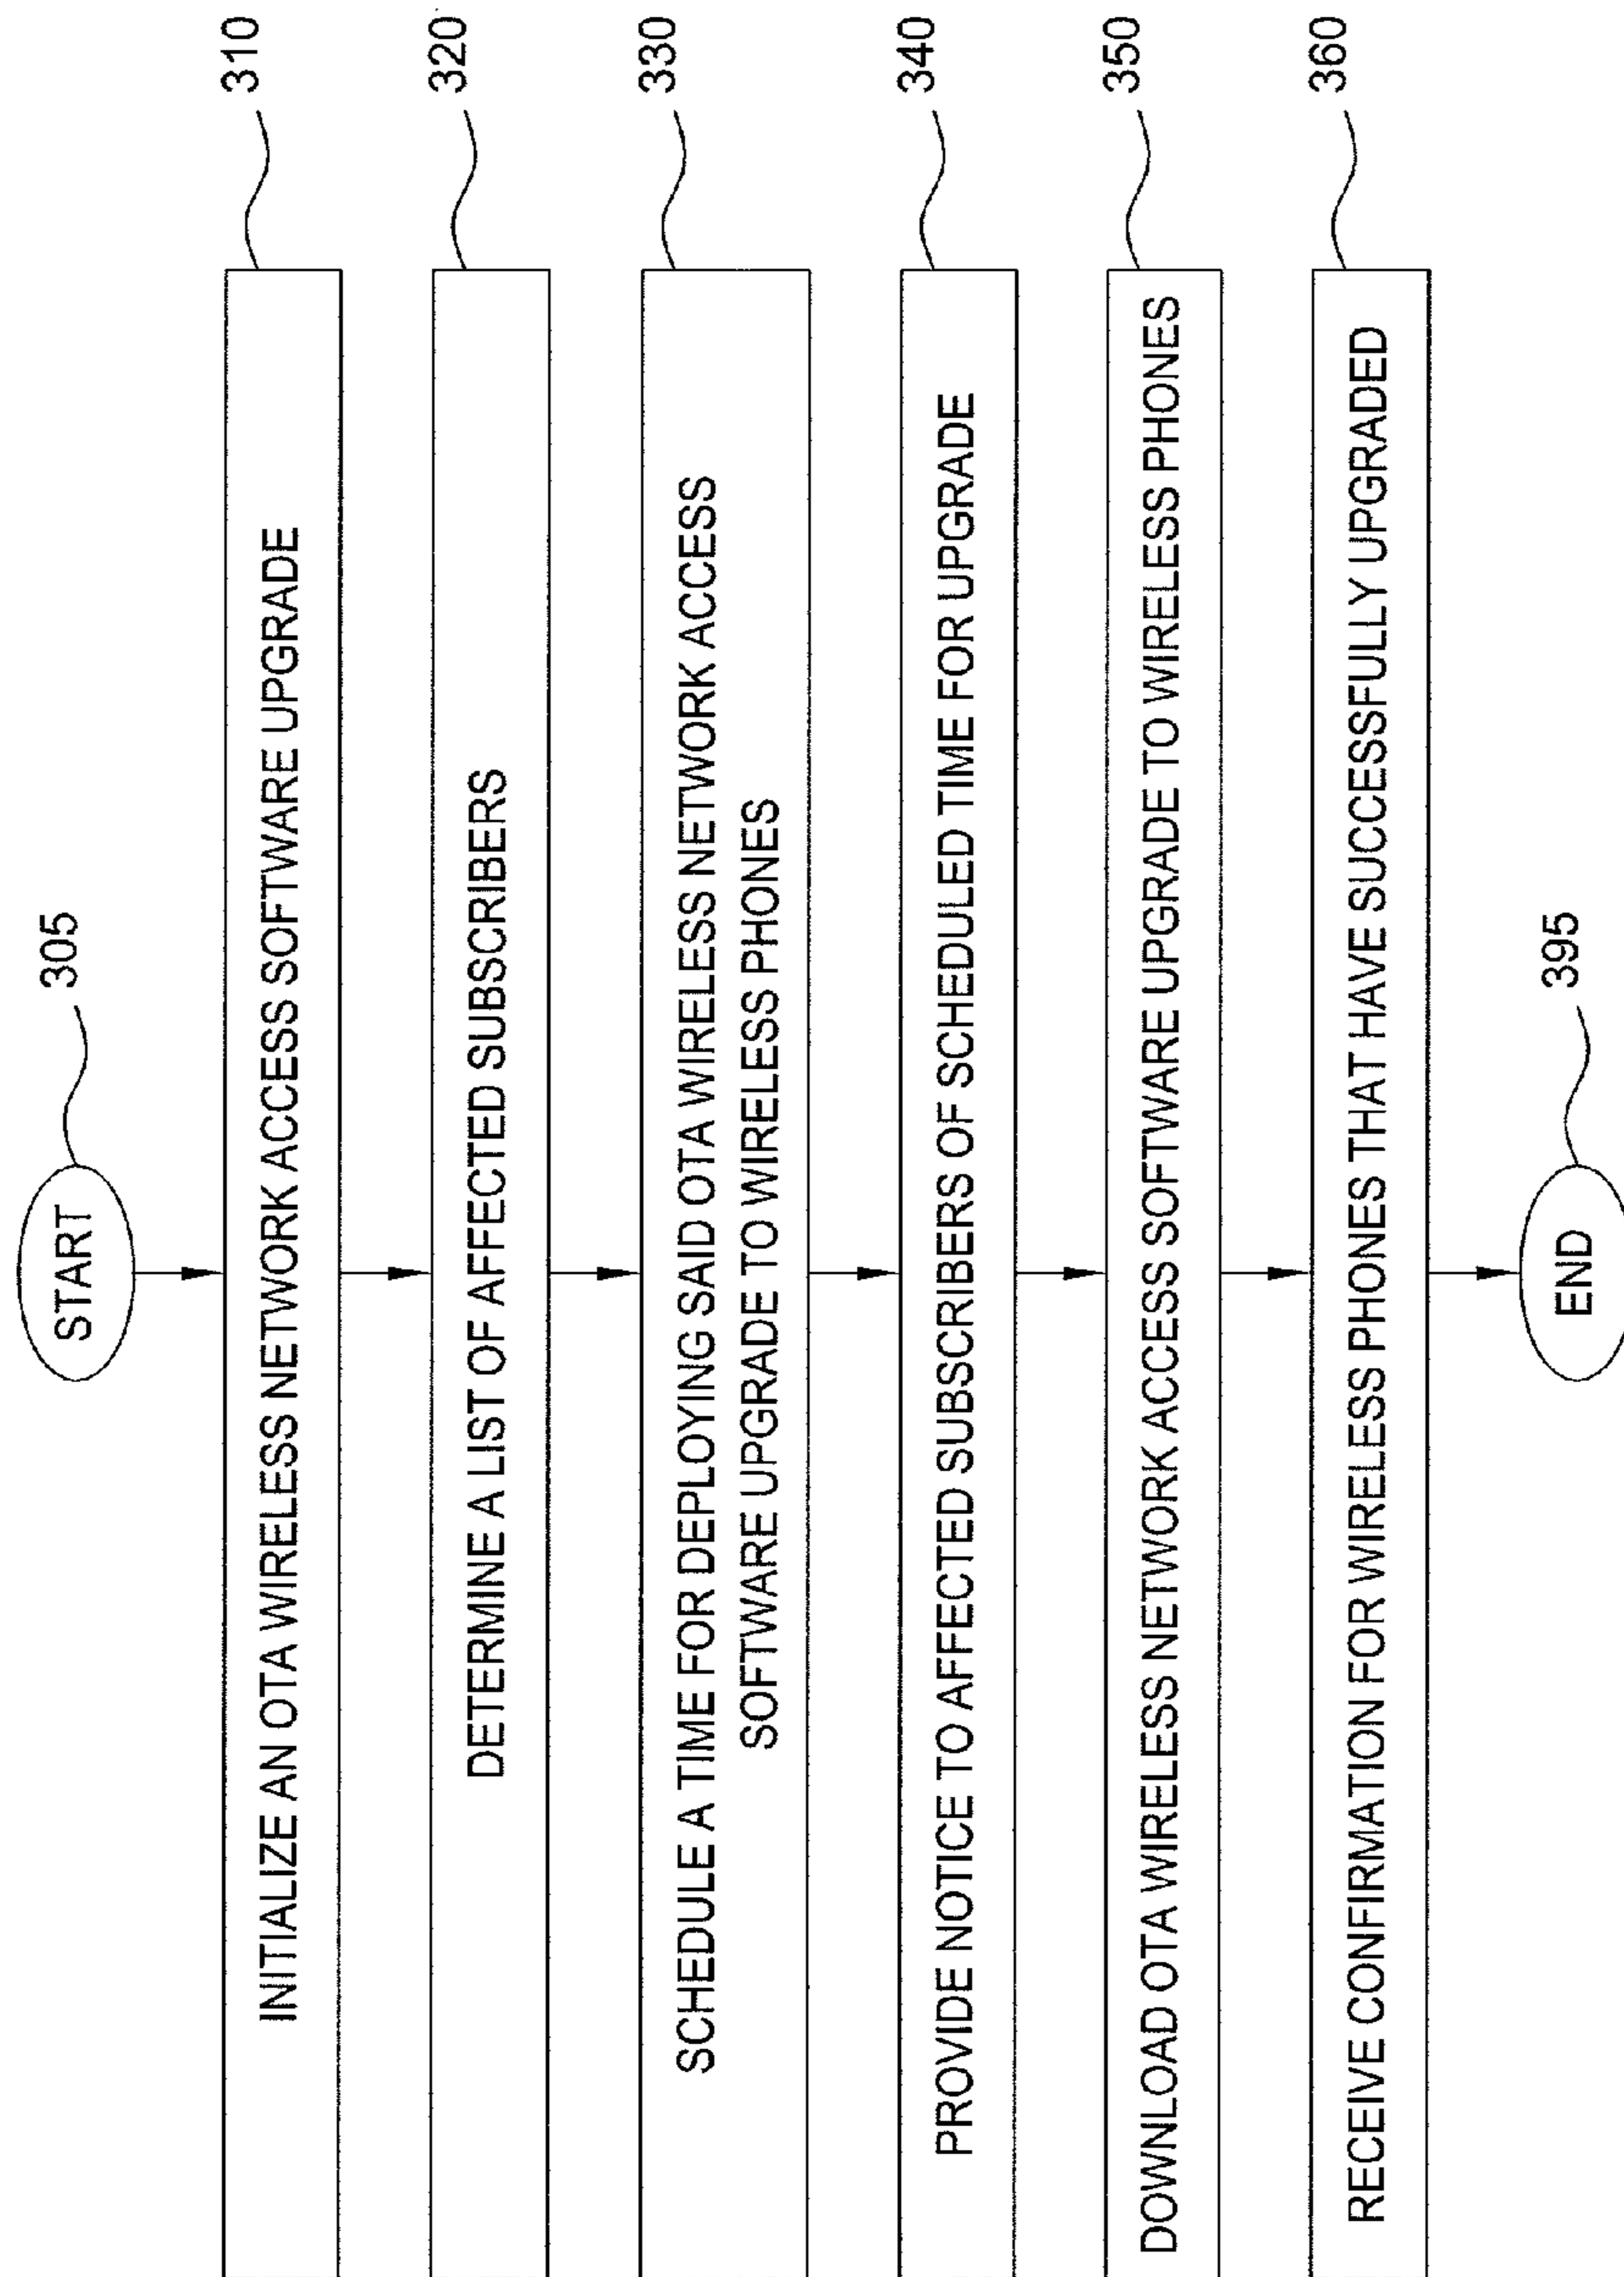 START
305
INITIALIZE AN OTA WIRELESS NETWORK ACCESS SOFTWARE UPGRADE
310
DETERMINE A LIST OF AFFECTED SUBSCRIBERS
320
SCHEDULE A TIME FOR DEPLOYING SAID OTA WIRELESS NETWORK ACCESS
SOFTWARE UPGRADE TO WIRELESS PHONES
330
PROVIDE NOTICE TO AFFECTED SUBSCRIBERS OF SCHEDULED TIME FOR UPGRADE
340
DOWNLOAD OTA WIRELESS NETWORK ACCESS SOFTWARE UPGRADE TO WIRELESS PHONES
350
RECEIVE CONFIRMATION FOR WIRELESS PHONES THAT HAVE SUCCESSFULLY UPGRADED
360
END
395